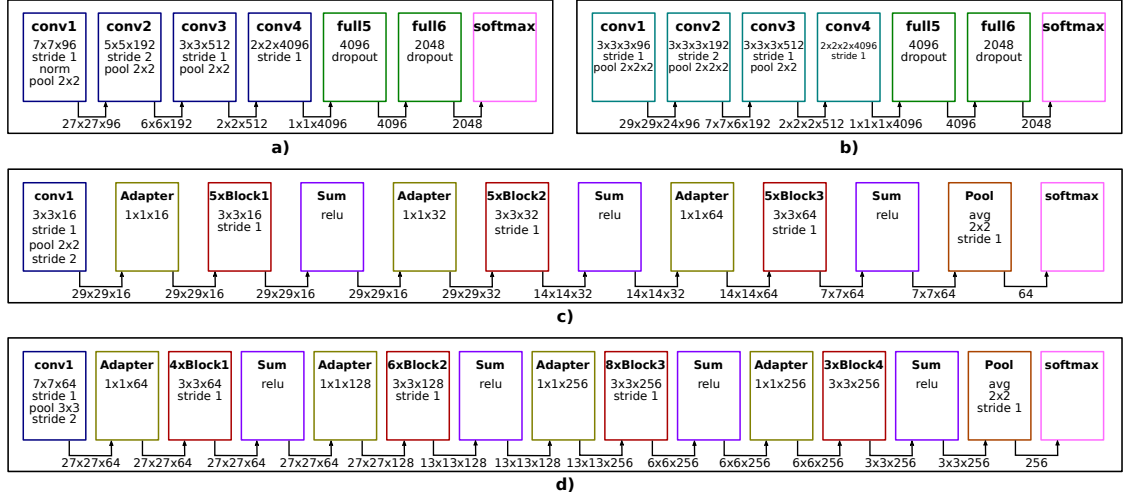 conv1
7x7x96
stride 1
norm
pool 2x2
conv2
5x5x192
stride 2
pool 2x2
conv3
3x3x512
stride 1
pool 2x2
conv4
2x2x4096
stride 1
full5
4096
dropout
full6
2048
dropout
softmax
27x27x96
6x6x192
2x2x512
1x1x4096
4096
2048
a)
conv1
3x3x3x96
stride 1
pool 2x2x2
conv2
3x3x3x192
stride 2
pool 2x2x2
conv3
3x3x3x512
stride 1
pool 2x2
conv4
2x2x2x4096
stride 1
full5
4096
dropout
full6
2048
dropout
softmax
29x29x24x96
7x7x6x192
2x2x2x512
1x1x1x4096
4096
2048
b)
conv1
3x3x16
stride 1
pool 2x2
stride 2
Adapter
1x1x16
5xBlock1
3x3x16
stride 1
Sum
relu
Adapter
1x1x32
5xBlock2
3x3x32
stride 1
Sum
relu
Adapter
1x1x64
5xBlock3
3x3x64
stride 1
Sum
relu
Pool
avg
2x2
stride 1
softmax
29x29x16
29x29x16
29x29x16
29x29x16
29x29x32
14x14x32
14x14x32
14x14x64
7x7x64
7x7x64
64
c)
conv1
7x7x64
stride 1
pool 3x3
stride 2
Adapter
1x1x64
4xBlock1
3x3x64
stride 1
Sum
relu
Adapter
1x1x128
6xBlock2
3x3x128
stride 1
Sum
relu
Adapter
1x1x256
8xBlock3
3x3x256
stride 1
Sum
relu
Adapter
1x1x256
3xBlock4
3x3x256
Sum
relu
Pool
avg
2x2
stride 1
softmax
27x27x64
27x27x64
27x27x64
27x27x64
27x27x128
13x13x128
13x13x128
13x13x256
6x6x256
6x6x256
6x6x256
3x3x256
3x3x256
256
d)